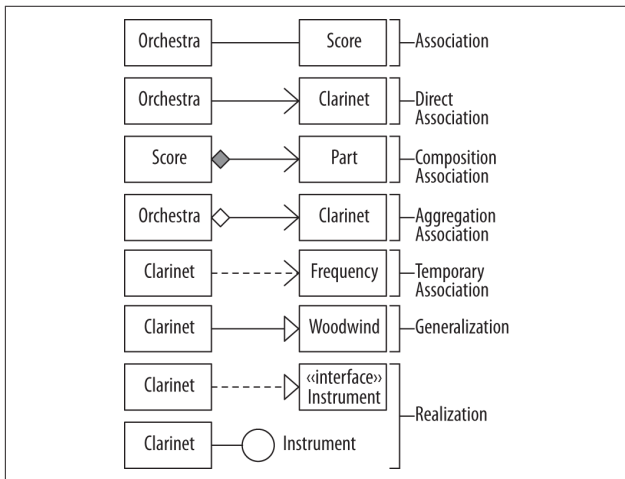 Orchestra Score Association
Orchestra Clarinet Direct
Association
Score Part Composition
Association
Orchestra Clarinet Aggregation
Association
Clarinet Frequency Temporary
Association
Clarinet Woodwind Generalization
Clarinet «interface»
Instrument
Realization
Clarinet Instrument